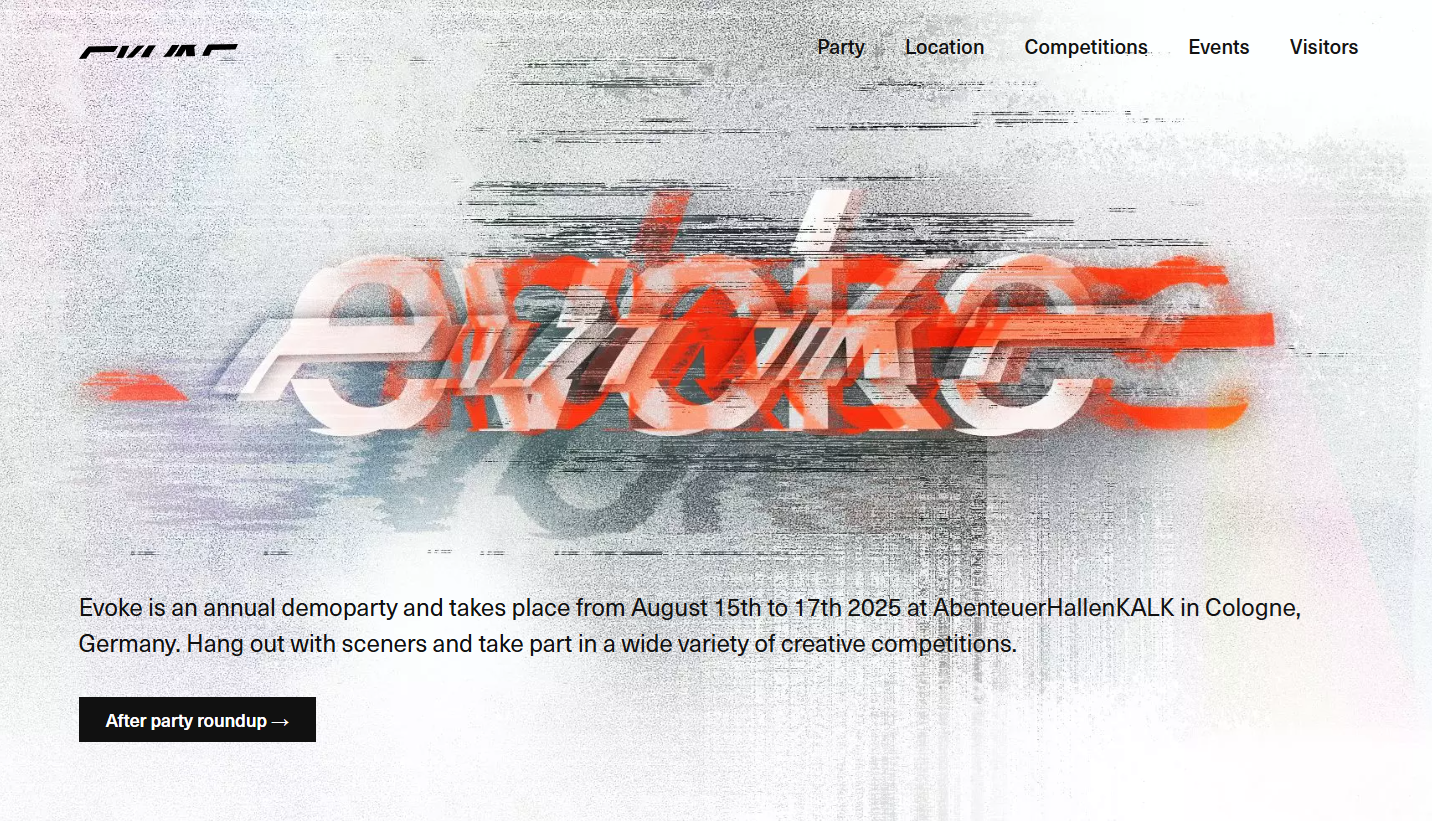 Party Location Competitions Events Visitors
evoke
Evoke is an annual demoparty and takes place from August 15th to 17th 2025 at AbenteuerHallenKALK in Cologne,
Germany. Hang out with sceners and take part in a wide variety of creative competitions.
After party roundup →